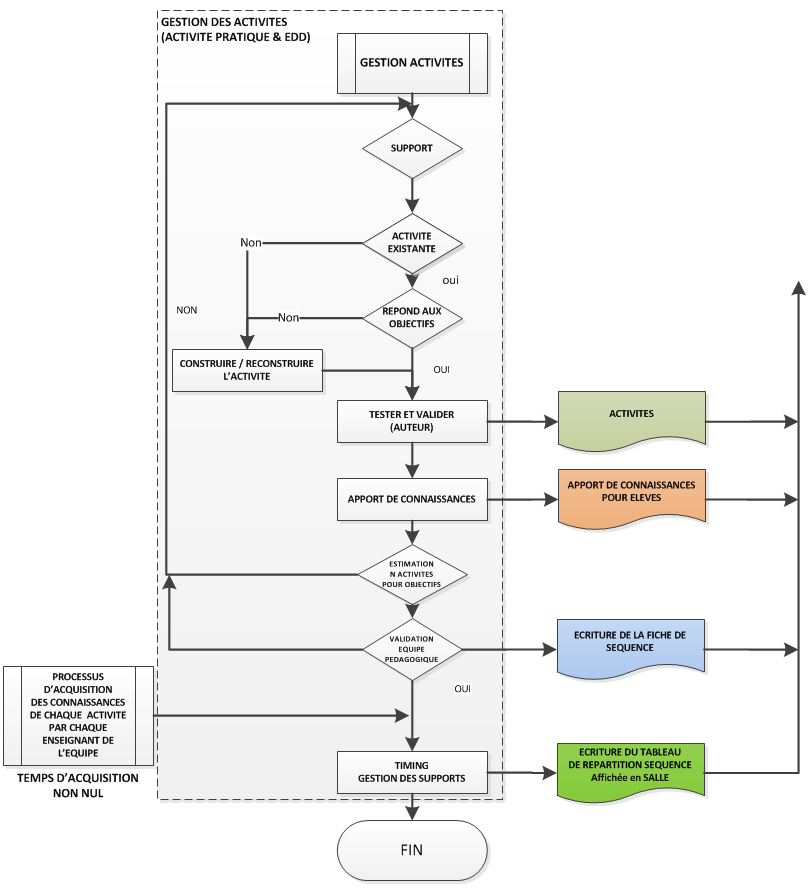 GESTION DES ACTIVITES
(ACTIVITE PRATIQUE & EDD)
GESTION ACTIVITES
SUPPORT
ACTIVITE
EXISTANTE
Non
oui
REPOND AUX
OBJECTIFS
Non
NON
OUI
CONSTRUIRE / RECONSTRUIRE
L'ACTIVITE
TESTER ET VALIDER
(AUTEUR)
ACTIVITES
APPORT DE CONNAISSANCES
APPORT DE CONNAISSANCES
POUR ELEVES
ESTIMATION
N ACTIVITES
POUR OBJECTIFS
VALIDATION
EQUIPE
PEDAGOGIQUE
ECRITURE DE LA FICHE DE
SEQUENCE
OUI
PROCESSUS
D'ACQUISITION
DES CONNAISSANCES
DE CHAQUE ACTIVITE
PAR CHAQUE
ENSEIGNANT DE
L'EQUIPE
TEMPS D'ACQUISITION
NON NUL
TIMING
GESTION DES SUPPORTS
ECRITURE DU TABLEAU
DE REPARTITION SEQUENCE
Affichée en SALLE
FIN